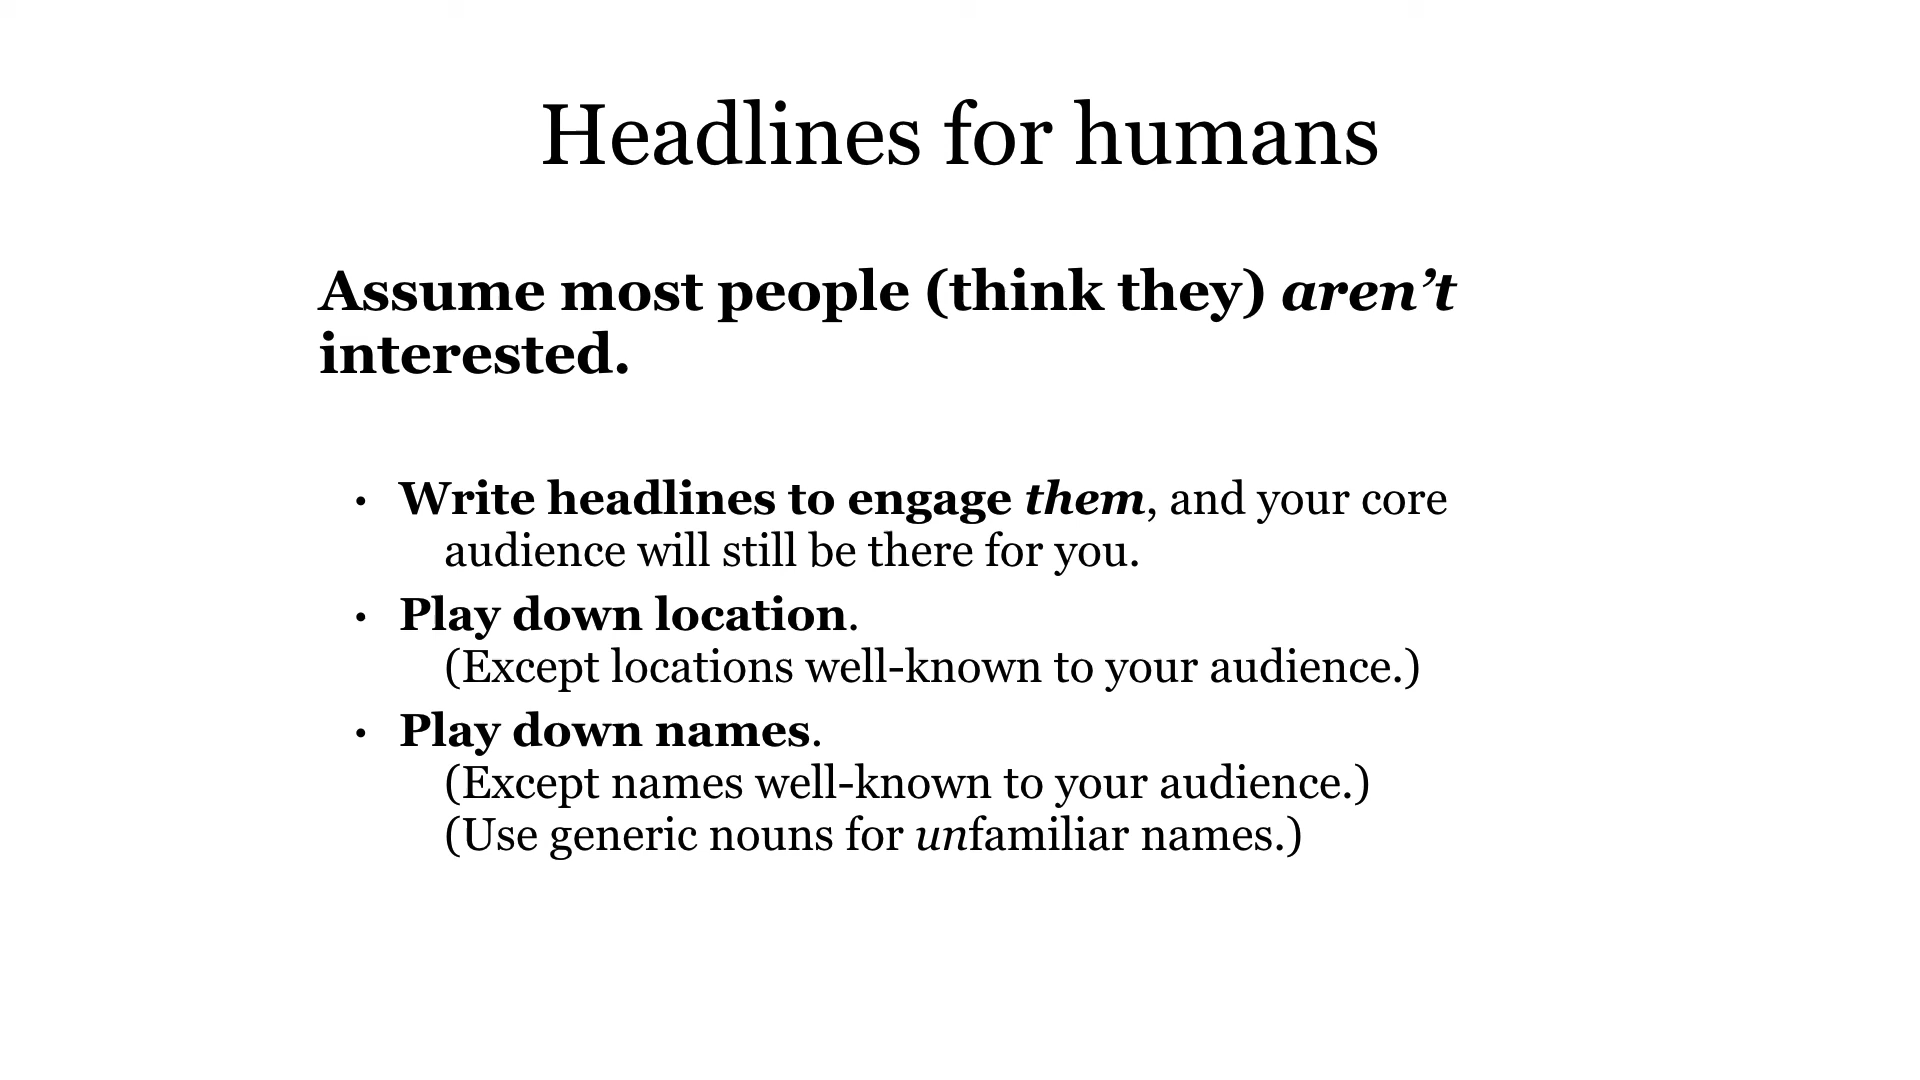 Headlines for humans
Assume most people (think they) aren’t
interested.
• Write headlines to engage them, and your core
audience will still be there for you.
• Play down location.
(Except locations well-known to your audience.)
• Play down names.
(Except names well-known to your audience.)
(Use generic nouns for unfamiliar names.)